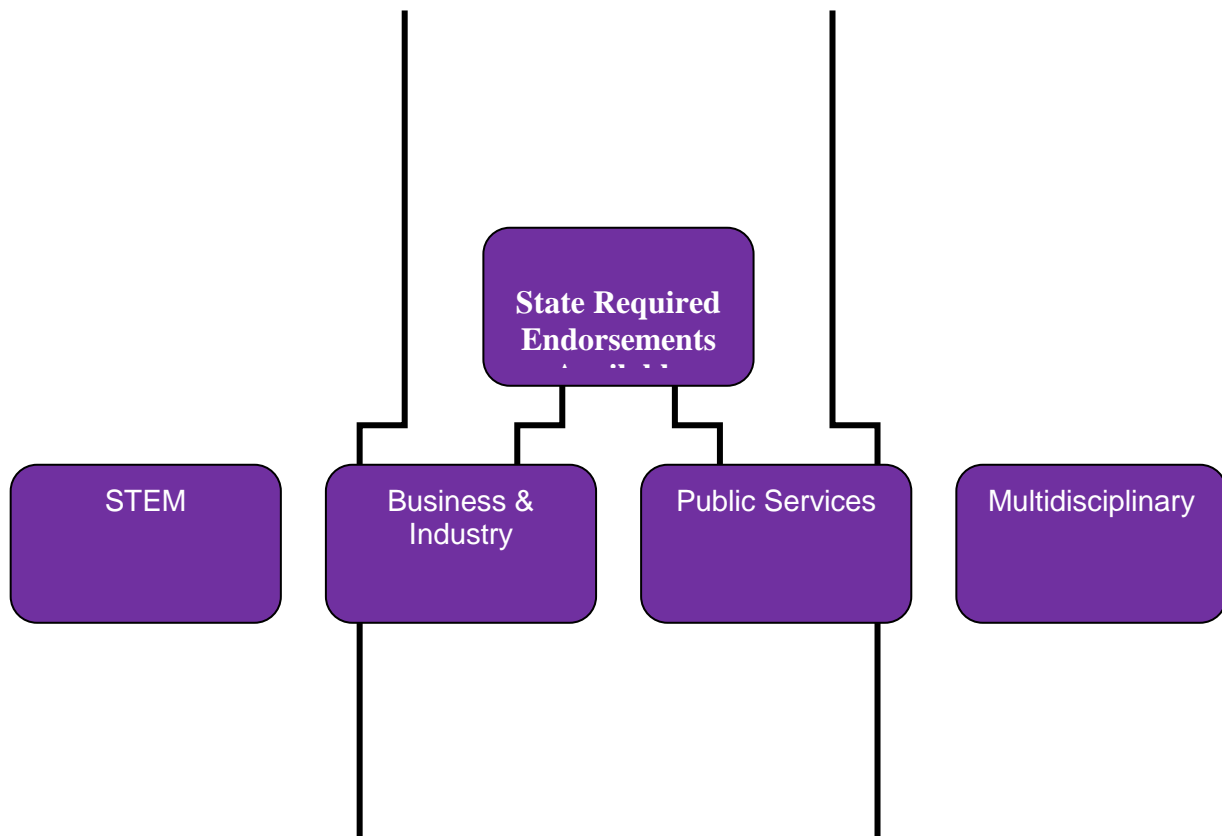 State Required
Endorsements
STEM
Business &
Industry
Public Services
Multidisciplinary